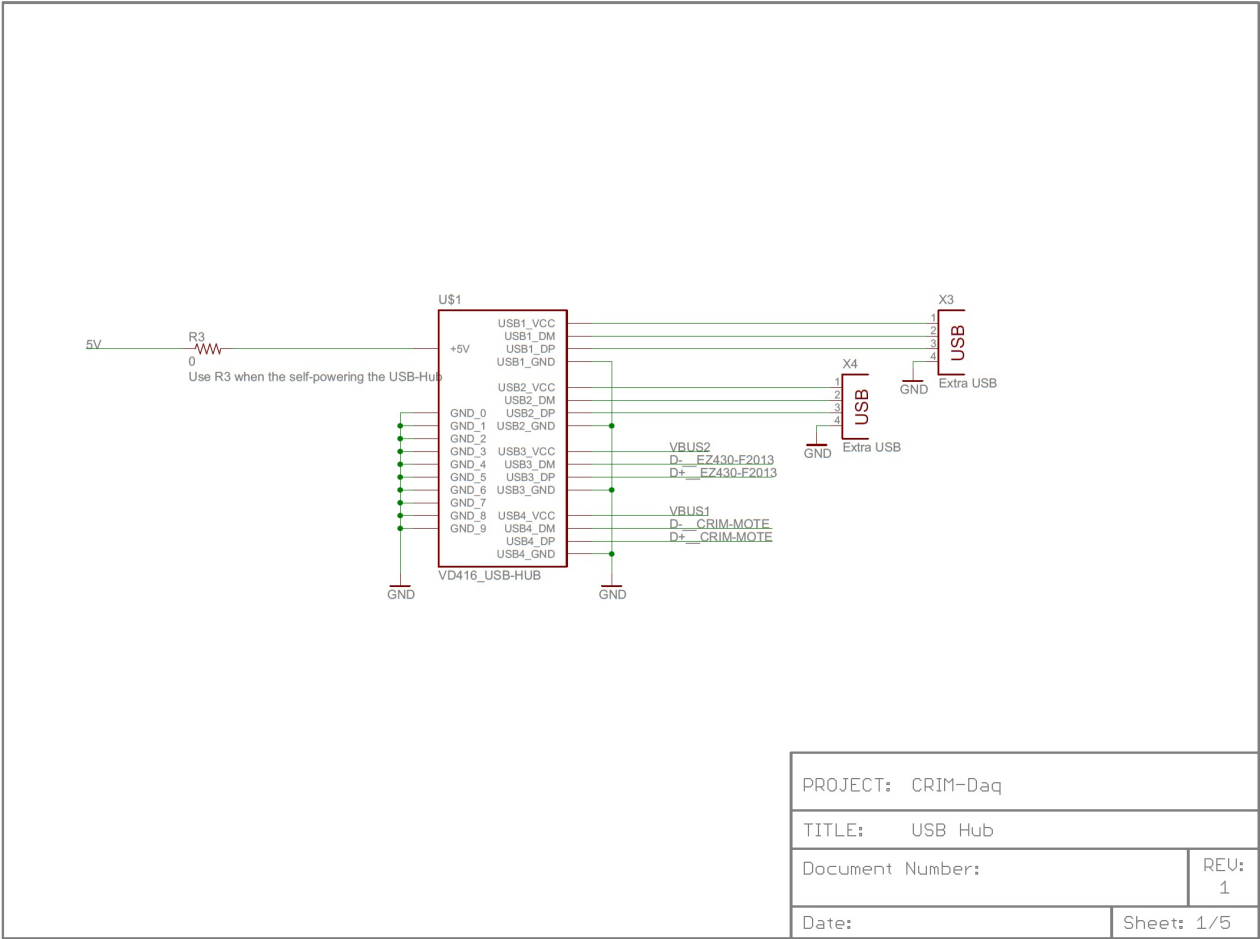 5V
R3
0
Use R3 when the self-powering the USB-Hub
U$1
+5V
GND_0
GND_1
GND_2
GND_3
GND_4
GND_5
GND_6
GND_7
GND_8
GND_9
USB1_VCC
USB1_DM
USB1_DP
USB1_GND
USB2_VCC
USB2_DM
USB2_DP
USB2_GND
USB3_VCC
USB3_DM
USB3_DP
USB3_GND
USB4_VCC
USB4_DM
USB4_DP
USB4_GND
VD416_USB-HUB
GND
GND
VBUS2
D-__EZ430-F2013
D+__EZ430-F2013
VBUS1
D-__CRIM-MOTE
D+__CRIM-MOTE
X4
1
2
3
4
USB
GND
Extra USB
X3
1
2
3
4
USB
GND
Extra USB
PROJECT: CRIM-Daq
TITLE: USB Hub
Document Number:
REV:
1
Date:
Sheet: 1/5